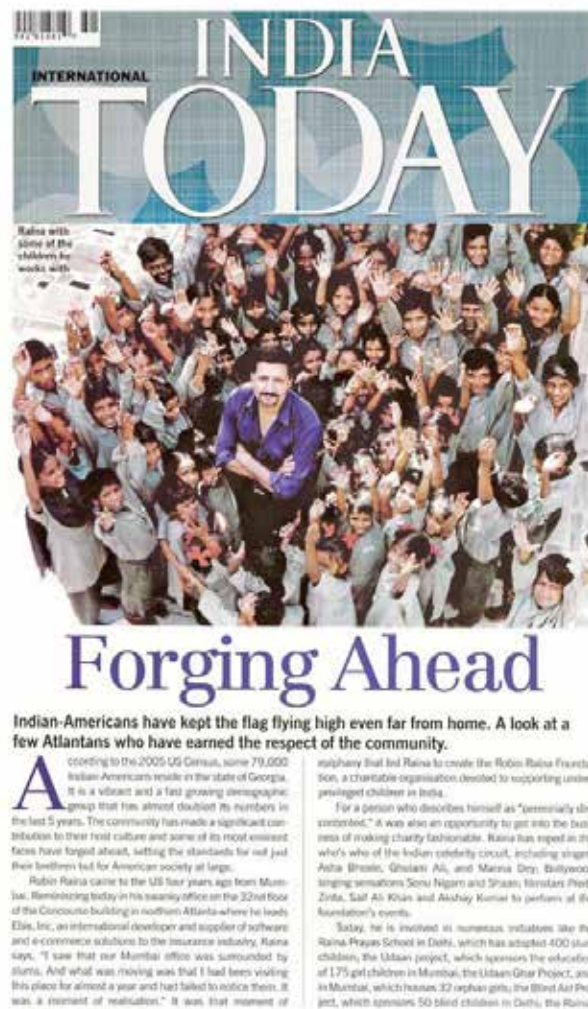 INTERNATIONAL
INDIA
TODAY
Raina with
some of the
children he
works with
Forging Ahead
Indian-Americans have kept the flag flying high even far from home. A look at a
few Atlantans who have earned the respect of the community.
According to the 2005 US Census, some 79,000
Indian-Americans reside in the state of Georgia.
It is a vibrant and a fast growing demographic
group that has almost doubled its numbers in
the last 5 years. The community has made a significant con-
tribution to their host culture and some of its most eminent
faces have forged ahead, setting the standards for not just
their brethren but for American society at large.
Robin Raina came to the US four years ago from Mum-
bai. Reminiscing today in his swanky office on the 32nd floor
of the Concourse building in northern Atlanta where he leads
Ebix, Inc, an international developer and supplier of software
and e-commerce solutions to the insurance industry, Raina
says, "I saw that our Mumbai office was surrounded by
slums. And what was moving was that I had been visiting
this place for almost a year and had failed to notice them. It
was a moment of realisation." It was that moment of
epiphany that led Raina to create the Robin Raina Founda
tion, a charitable organisation devoted to supporting under
privileged children in India.
For a person who describes himself as "perennially dis
contented," it was also an opportunity to get into the busi
ness of making charity fashionable. Raina has roped in the
who's who of the Indian celebrity circuit, including singers
Asha Bhosle, Ghulam Ali, and Manna Dey; Bollywood
singing sensations Sonu Nigam and Shaan; filmstars Preity
Zinta, Saif Ali Khan and Akshay Kumar to perform at the
foundation's events.
Today, he is involved in numerous initiatives like the
Raina Prayas School in Delhi, which has adopted 400 slum
children, the Udaan project, which sponsors the education
of 175 girl children in Mumbai, the Udaan Ghar Project, also
in Mumbai, which houses 32 orphan girls, the Blind Aid Pro
ject, which sponsors 50 blind children in Delhi, the Raina